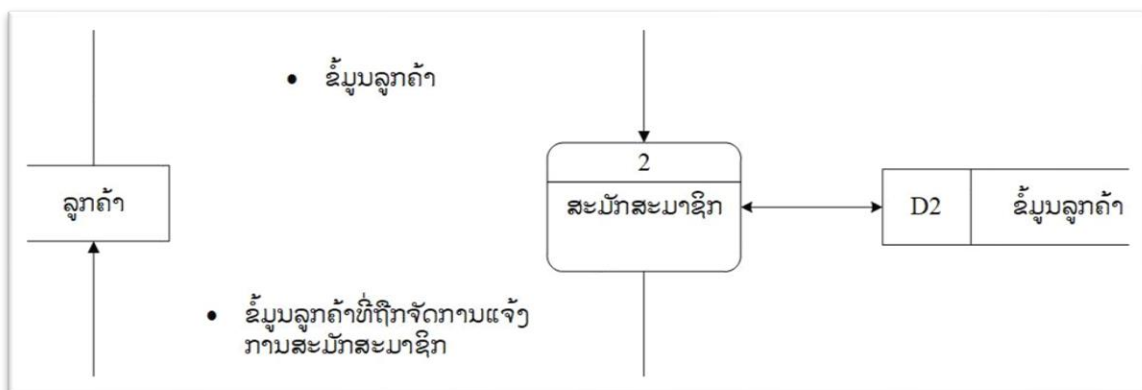 • ຂໍ້ມູນລູກຄ້າ
2
ລູກຄ້າ
ສະມັກສະມາຊິກ
D2
ຂໍ້ມູນລູກຄ້າ
• ຂໍ້ມູນລູກຄ້າທີ່ຖືກຈັດການແຈ້ງ
ການສະມັກສະມາຊິກ